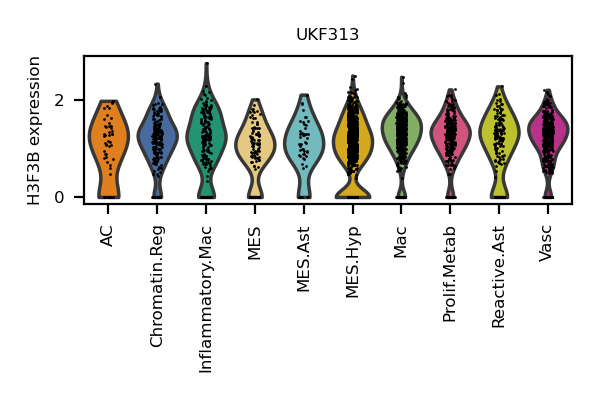 UKF313
H3F3B expression
2
0
AC
Chromatin.Reg
Inflammatory.Mac
MES
MES.Ast
MES.Hyp
Mac
Prolif.Metab
Reactive.Ast
Vasc